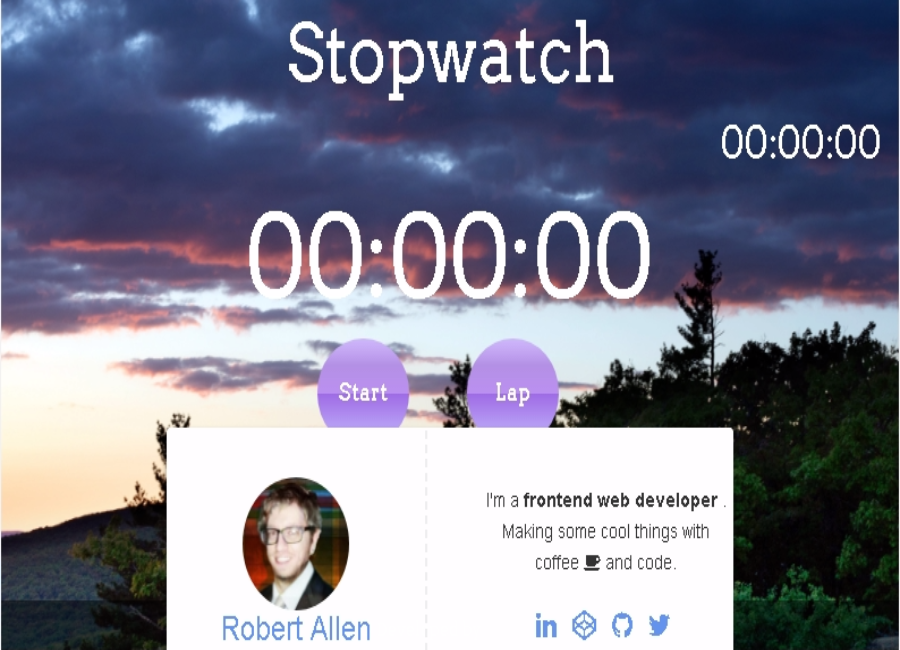 Stopwatch
00:00:00
00:00:00
Start
Lap
I'm a frontend web developer .
Making some cool things with
coffee and code.
Robert Allen